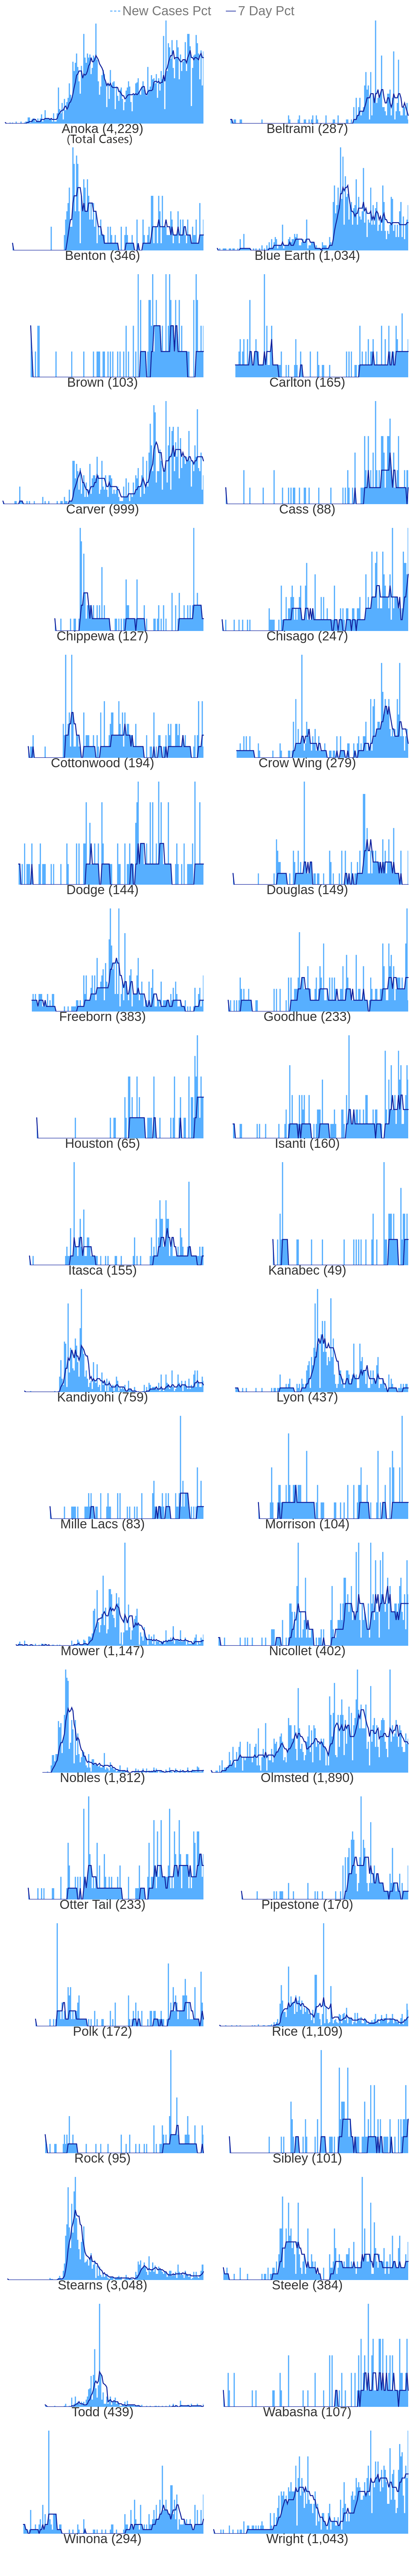 New Cases Pct 7 Day Pct
Anoka (4,229) Beltrami (287)
(Total Cases)
Benton (346) Blue Earth (1,034)
Brown (103) Carlton (165)
Carver (999) Cass (88)
Chippewa (127) Chisago (247)
Cottonwood (194) Crow Wing (279)
Dodge (144) Douglas (149)
Freeborn (383) Goodhue (233)
Houston (65) Isanti (160)
Itasca (155) Kanabec (49)
Kandiyohi (759) Lyon (437)
Mille Lacs (83) Morrison (104)
Mower (1,147) Nicollet (402)
Nobles (1,812) Olmsted (1,890)
Otter Tail (233) Pipestone (170)
Polk (172) Rice (1,109)
Rock (95) Sibley (101)
Stearns (3,048) Steele (384)
Todd (439) Wabasha (107)
Winona (294) Wright (1,043)